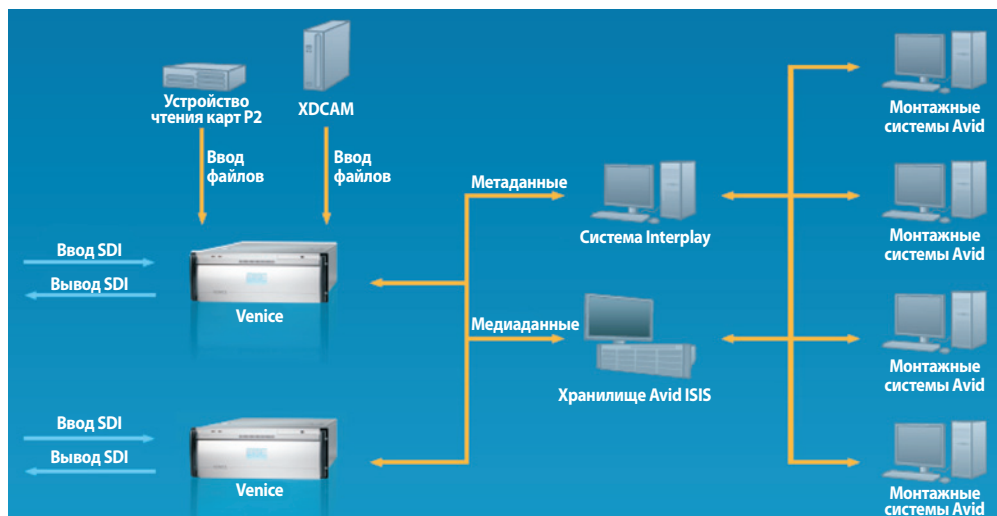 Устройство
чтения карт P2
XDCAM
Ввод
файлов
Ввод
файлов
Ввод SDI
Вывод SDI
Venice
Метаданные
Система Interplay
Медиаданные
Хранилище Avid ISIS
Ввод SDI
Вывод SDI
Venice
Монтажные
системы Avid
Монтажные
системы Avid
Монтажные
системы Avid
Монтажные
системы Avid